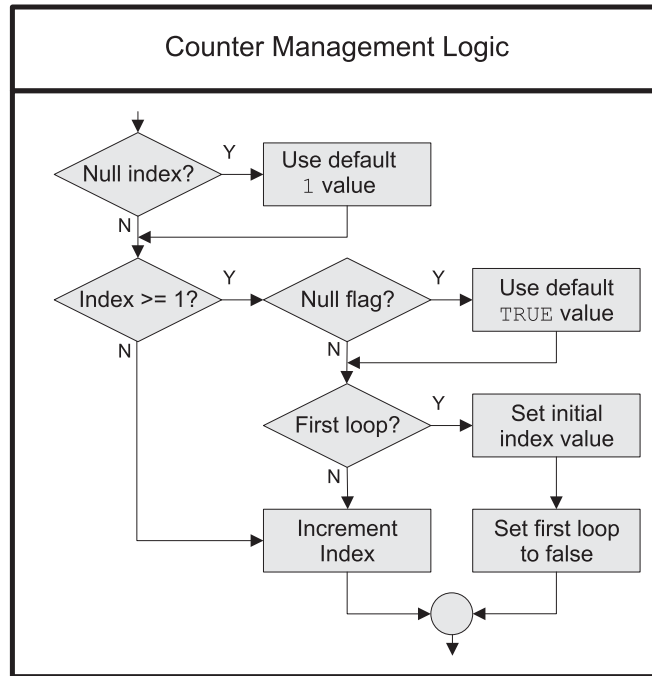 Counter Management Logic
Null index?
Y
Use default
1 value
N
Index >= 1?
Y
Null flag?
Y
Use default
TRUE value
N
N
First loop?
Y
Set initial
index value
N
Increment
Index
Set first loop
to false